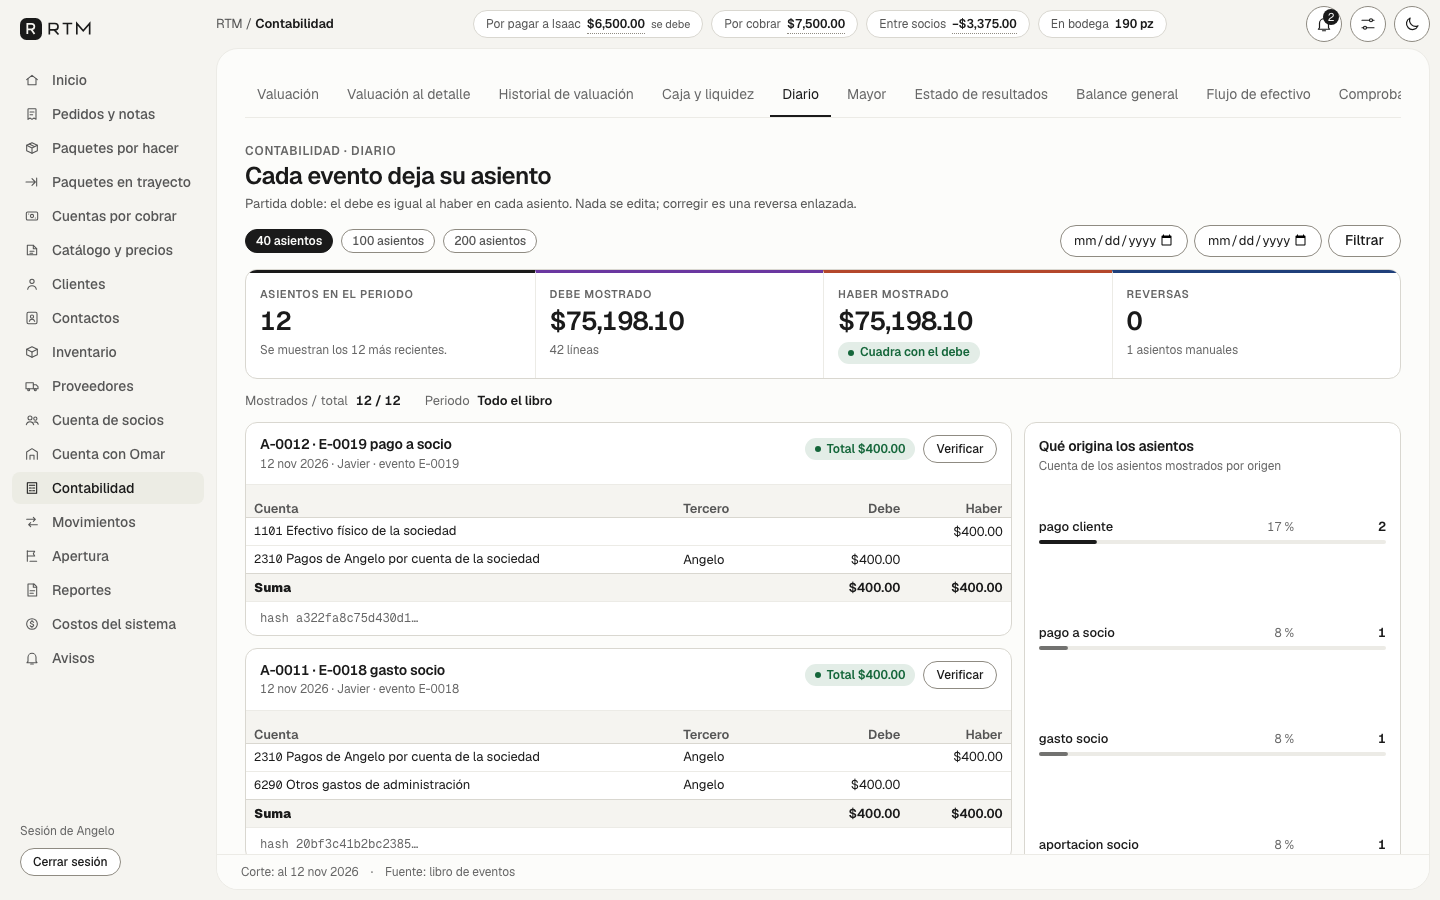 R RTM
RTM / Contabilidad
Por pagar a Isaac $6,500.00 se debe
Por cobrar $7,500.00
Entre socios −$3,375.00
En bodega 190 pz
2
Inicio
Pedidos y notas
Paquetes por hacer
Paquetes en trayecto
Cuentas por cobrar
Catálogo y precios
Clientes
Contactos
Inventario
Proveedores
Cuenta de socios
Cuenta con Omar
Contabilidad
Movimientos
Apertura
Reportes
Costos del sistema
Avisos
Sesión de Angelo
Cerrar sesión
Valuación Valuación al detalle Historial de valuación Caja y liquidez Diario Mayor Estado de resultados Balance general Flujo de efectivo Comproba
CONTABILIDAD · DIARIO
Cada evento deja su asiento
Partida doble: el debe es igual al haber en cada asiento. Nada se edita; corregir es una reversa enlazada.
40 asientos 100 asientos 200 asientos
mm/dd/yyyy mm/dd/yyyy Filtrar
ASIENTOS EN EL PERIODO
12
Se muestran los 12 más recientes.
DEBE MOSTRADO
$75,198.10
42 líneas
HABER MOSTRADO
$75,198.10
Cuadra con el debe
REVERSAS
0
1 asientos manuales
Mostrados / total 12 / 12 Periodo Todo el libro
A-0012 · E-0019 pago a socio
12 nov 2026 · Javier · evento E-0019
Total $400.00 Verificar
Cuenta Tercero Debe Haber
1101 Efectivo físico de la sociedad $400.00
2310 Pagos de Angelo por cuenta de la sociedad Angelo $400.00
Suma $400.00 $400.00
hash a322fa8c75d430d1…
A-0011 · E-0018 gasto socio
12 nov 2026 · Javier · evento E-0018
Total $400.00 Verificar
Cuenta Tercero Debe Haber
2310 Pagos de Angelo por cuenta de la sociedad Angelo $400.00
6290 Otros gastos de administración Angelo $400.00
Suma $400.00 $400.00
hash 20bf3c41b2bc2385…
Qué origina los asientos
Cuenta de los asientos mostrados por origen
pago cliente 17 % 2
pago a socio 8 % 1
gasto socio 8 % 1
aportacion socio 8 % 1
Corte: al 12 nov 2026 · Fuente: libro de eventos